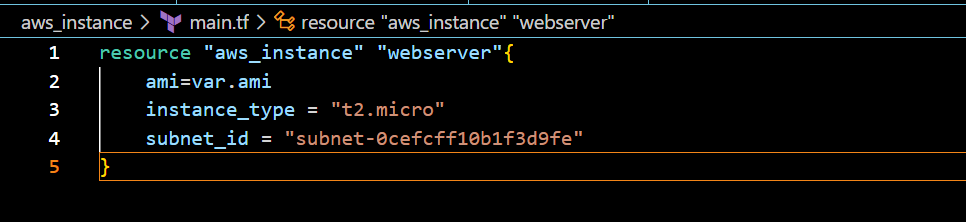 aws_instance > main.tf > resource "aws_instance" "webserver"
1 resource "aws_instance" "webserver"{
2 ami=var.ami
3 instance_type = "t2.micro"
4 subnet_id = "subnet-0cefcff10b1f3d9fe"
5 }